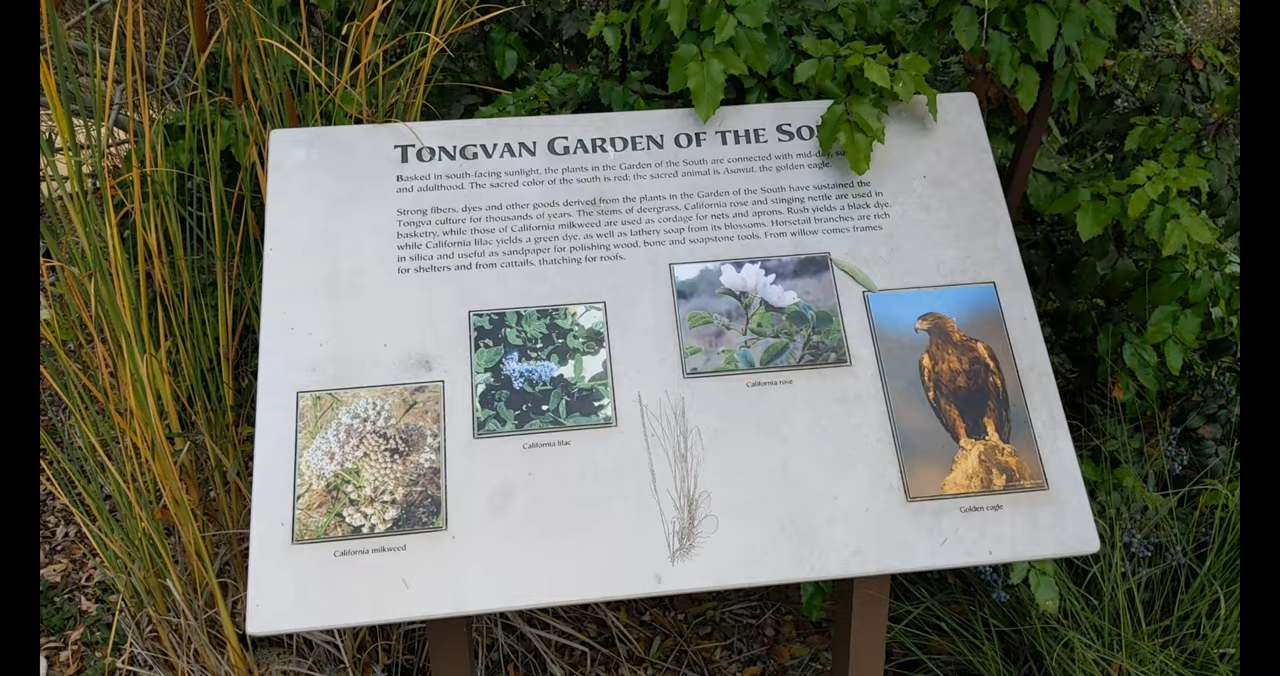 TONGVAN GARDEN OF THE SO
Basked in south-facing sunlight, the plants in the Garden of the South are connected with mid-day,
and adulthood. The sacred color of the south is red; the sacred animal is Asawut, the golden eagle.
Strong fibers, dyes and other goods derived from the plants in the Garden of the South have sustained the
Tongva culture for thousands of years. The stems of deergrass, California rose and stinging nettle are used in
basketry, while those of California milkweed are used as cordage for nets and aprons. Rush yields a black dye,
while California lilac yields a green dye, as well as lathery soap from its blossoms. Horsetail branches are rich
in silica and useful as sandpaper for polishing wood, bone and soapstone tools. From willow comes frames
for shelters and from cattails, thatching for roofs.
California rose
California lilac
Golden eagle
California milkweed